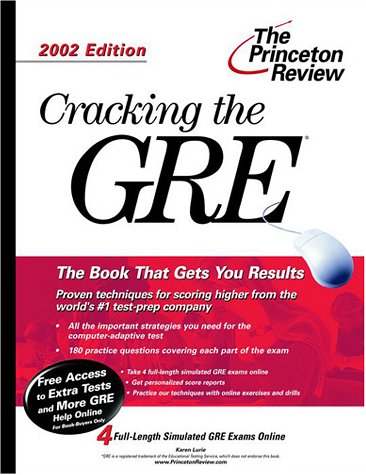 2002 Edition
The
Princeton
Review
Cracking the
GRE®
The Book That Gets You Results
Proven techniques for scoring higher from the
world's #1 test-prep company
• All the important strategies you need for the
computer-adaptive test
• 180 practice questions covering each part of the exam
• Take 4 full-length simulated GRE exams online
• Get personalized score reports
• Practice our techniques with online exercises and drills
Free Access
to Extra Tests
and More GRE
Help Online
For Book-Buyers Only
4 Full-Length Simulated GRE Exams Online
Karen Lurie
*GRE is a registered trademark of the Educational Testing Service, which does not endorse this book.
www.PrincetonReview.com